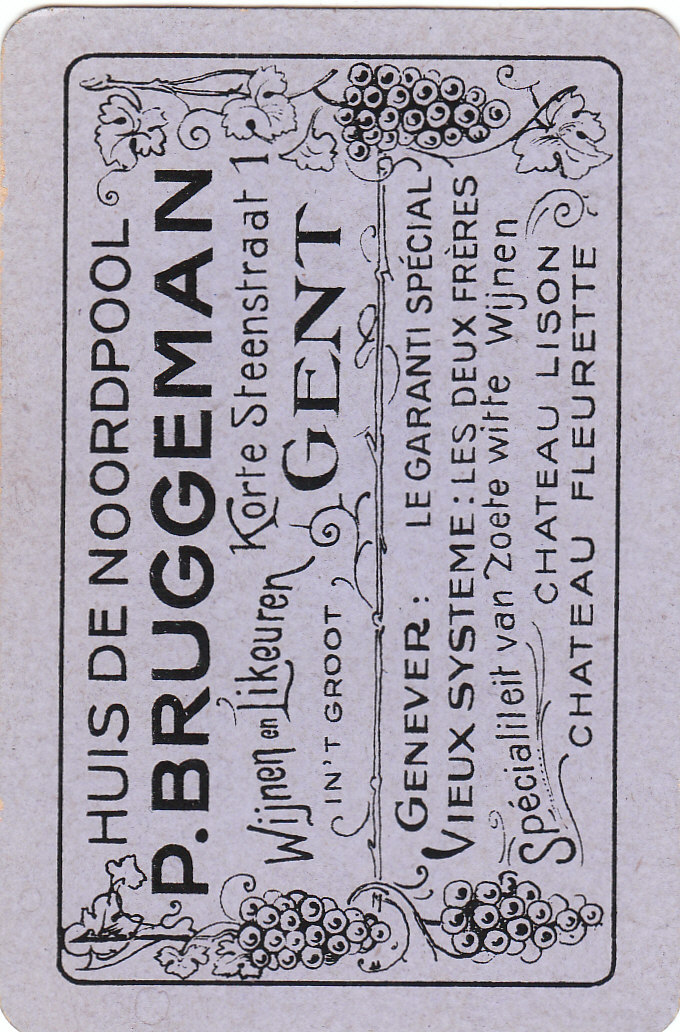 HUIS DE NOORDPOOL
P. BRUGGEMAN
Wijnen en Likeuren
IN'T GROOT
Korte Steenstraat 1
GENT
GENEVER: LE GARANTI SPÉCIAL
VIEUX SYSTEME: LES DEUX FRÈRES
Spécialiteit van Zoete witte Wijnen
CHATEAU LISON
CHATEAU FLEURETTE